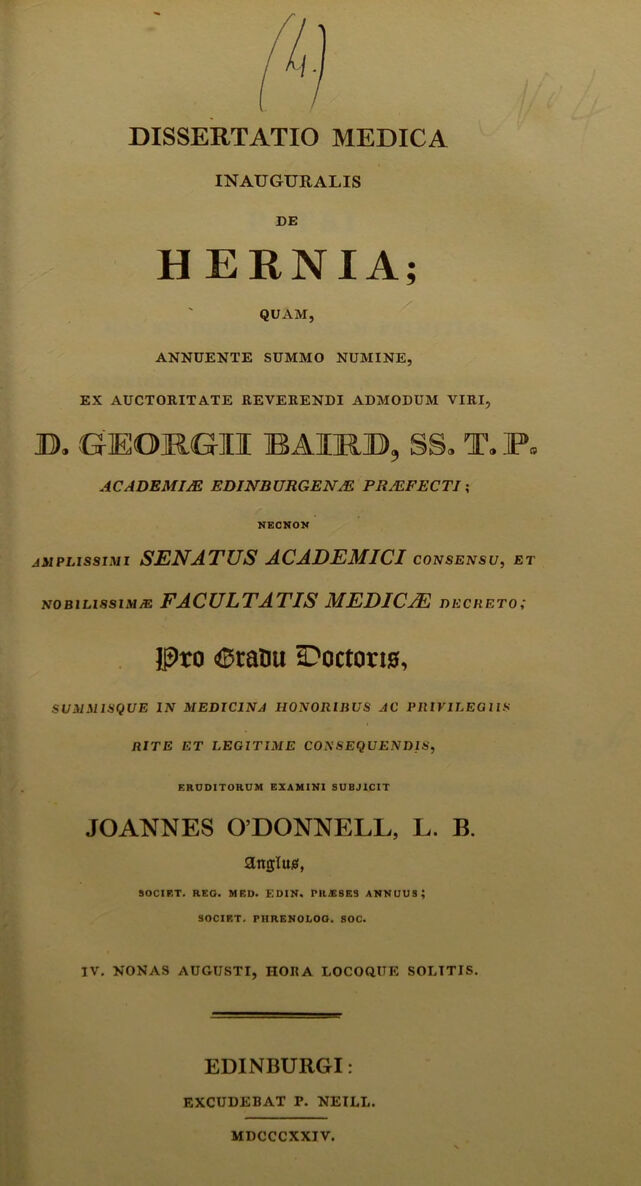 (4.)
No 4
DISSERTATIO MEDICA
INAUGURALIS
DE
HERNIA;
QUAM,
ANNUENTE SUMMO NUMINE,
EX AUCTORITATE REVERENDI ADMODUM VIRI,
D. GEORGII BAIRD, SS. T. P.
ACADEMIÆ EDINBURGENÆ PRÆFECTI;
NECNON
AMPLISSIMI SENATUS ACADEMICI CONSENSU, ET
NOBILISSIMÆ FACULTATIS MEDICÆ DECRETO;
Pro Gradu Doctoris,
SUMMISQUE IN MEDICINA HONORIBUS AC PRIVILEGIIS
RITE ET LEGITIME CONSEQUENDIS,
ERUDITORUM EXAMINI SUBJICIT
JOANNES O'DONNELL, L. B.
Anglus,
SOCIET. REG. MED. EDIN. PRÆSES ANNUUS;
SOCIET. PHRENOLOG. SOC.
IV. NONAS AUGUSTI, HORA LOCOQUE SOLITIS.
EDINBURGI:
EXCUDEBAT P. NEILL.
MDCCCXXIV.